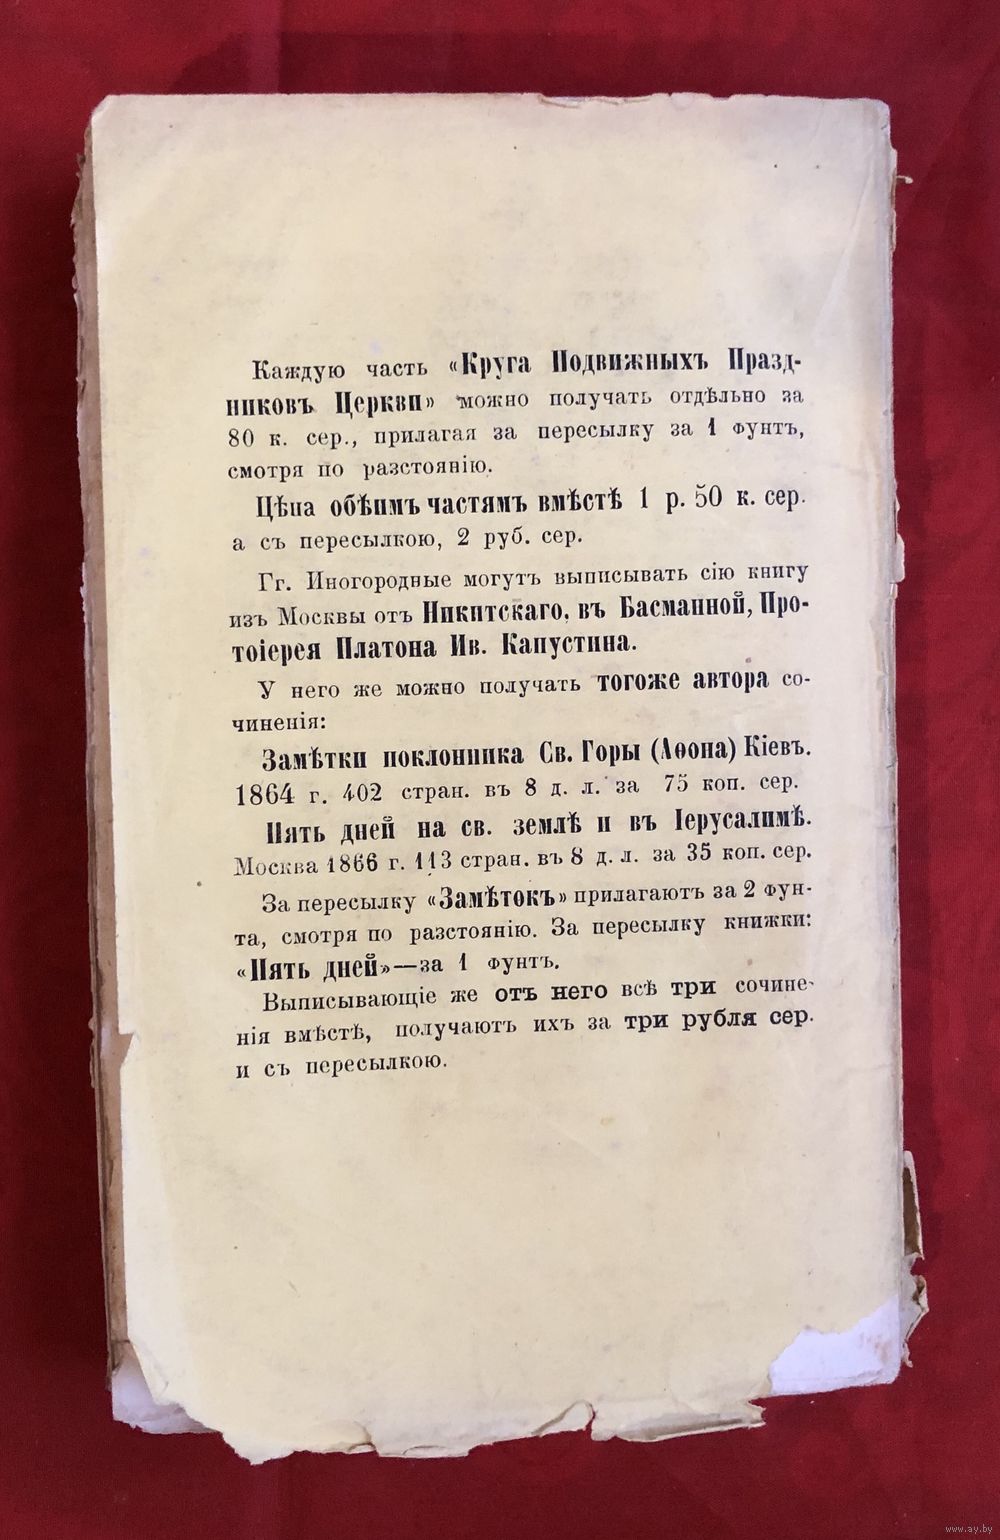 Каждую часть «Круга Подвижныхъ Празд-
никовъ Церкви» можно получать отдѣльно за
80 к. сер., прилагая за пересылку за 1 фунтъ,
смотря по разстоянію.
Цѣна обѣимъ частямъ вмѣстѣ 1 р. 50 к. сер.
а съ пересылкою, 2 руб. сер.
Гг. Иногородные могутъ выписывать сію книгу
изъ Москвы отъ Никитскаго, въ Басманной, Про-
тоіерея Платона Ив. Капустина.
У него же можно получать тогоже автора со-
чиненія:
Замѣтки поклонника Св. Горы (Аѳона) Кіевъ.
1864 г. 402 стран. въ 8 д. л. за 75 коп. сер.
Пять дней на св. землѣ и въ Іерусалимѣ.
Москва 1866 г. 113 стран. въ 8 д. л. за 35 коп. сер.
За пересылку «Замѣтокъ» прилагаютъ за 2 фун-
та, смотря по разстоянію. За пересылку книжки:
«Пять дней»—за 1 фунтъ.
Выписывающіе же отъ него всѣ три сочине-
нія вмѣстѣ, получаютъ ихъ за три рубля сер.
и съ пересылкою.
www.ay.by